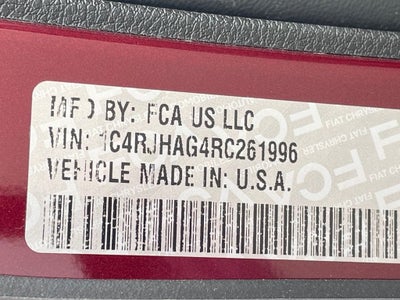 MFD BY: FCA US LLC
VIN: 1C4RJHAG4RC261996
VEHICLE MADE IN: U.S.A.